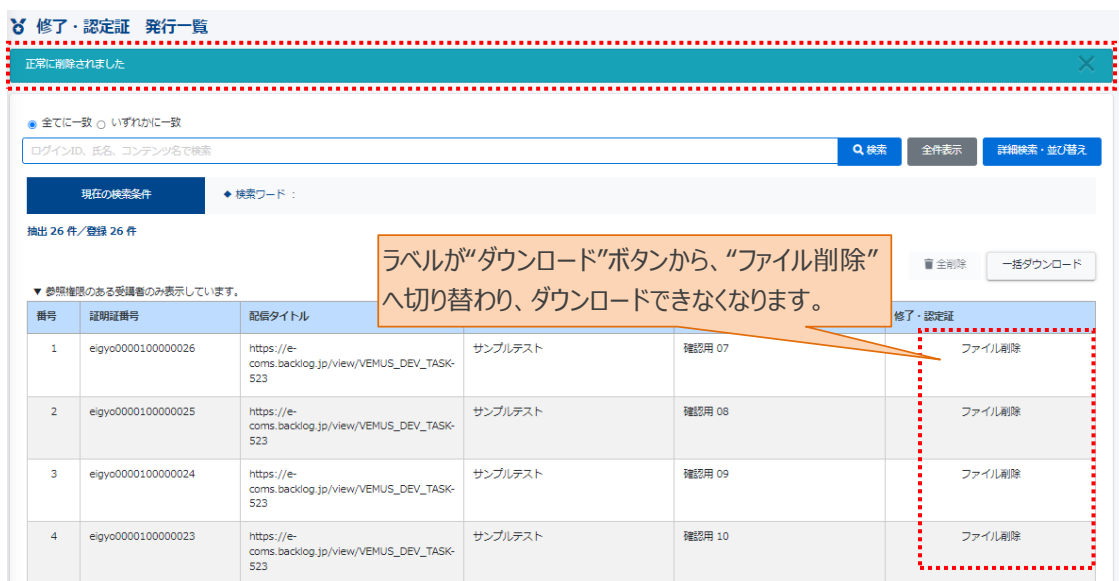 修了・認定証　発行一覧
正常に削除されました
全てに一致 いずれかに一致
ログインID、氏名、コンテンツ名で検索
検索 全件表示 詳細検索・並び替え
現在の検索条件 ◆ 検索ワード :
抽出 26 件／登録 26 件
ラベルが“ダウンロード”ボタンから、“ファイル削除”
へ切り替わり、ダウンロードできなくなります。
全削除 一括ダウンロード
▼ 参照権限のある受講者のみ表示しています。
番号 証明証番号 配信タイトル 修了・認定証
1 eigyo0000100000026 https://e- サンプルテスト 確認用 07 ファイル削除
coms.backlog.jp/view/VEMUS_DEV_TASK-
523
2 eigyo0000100000025 https://e- サンプルテスト 確認用 08 ファイル削除
coms.backlog.jp/view/VEMUS_DEV_TASK-
523
3 eigyo0000100000024 https://e- サンプルテスト 確認用 09 ファイル削除
coms.backlog.jp/view/VEMUS_DEV_TASK-
523
4 eigyo0000100000023 https://e- サンプルテスト 確認用 10 ファイル削除
coms.backlog.jp/view/VEMUS_DEV_TASK-
523